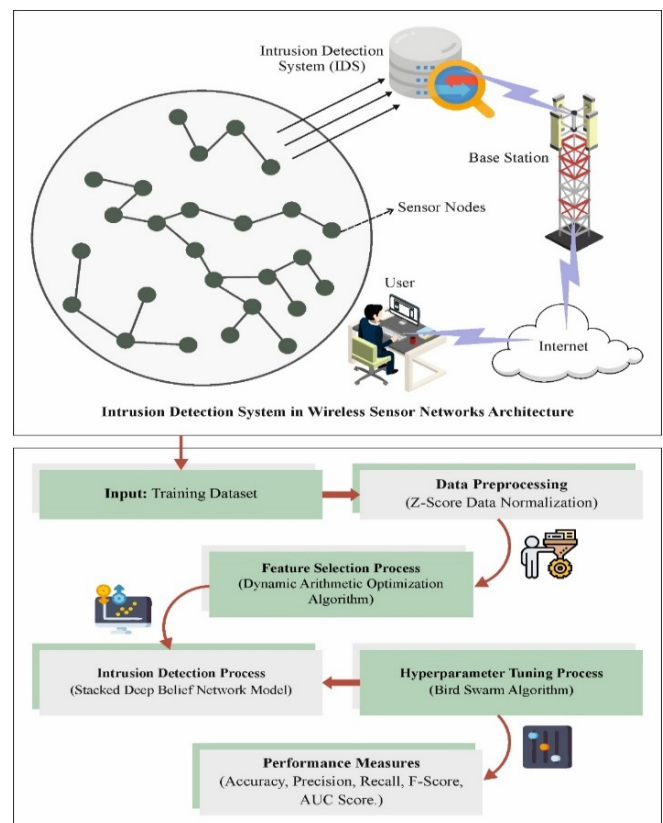 Intrusion Detection
System (IDS)
Base Station
Sensor Nodes
User
Internet
Intrusion Detection System in Wireless Sensor Networks Architecture
Input: Training Dataset
Data Preprocessing
(Z-Score Data Normalization)
Feature Selection Process
(Dynamic Arithmetic Optimization
Algorithm)
Intrusion Detection Process
(Stacked Deep Belief Network Model)
Hyperparameter Tuning Process
(Bird Swarm Algorithm)
Performance Measures
(Accuracy, Precision, Recall, F-Score,
AUC Score.)